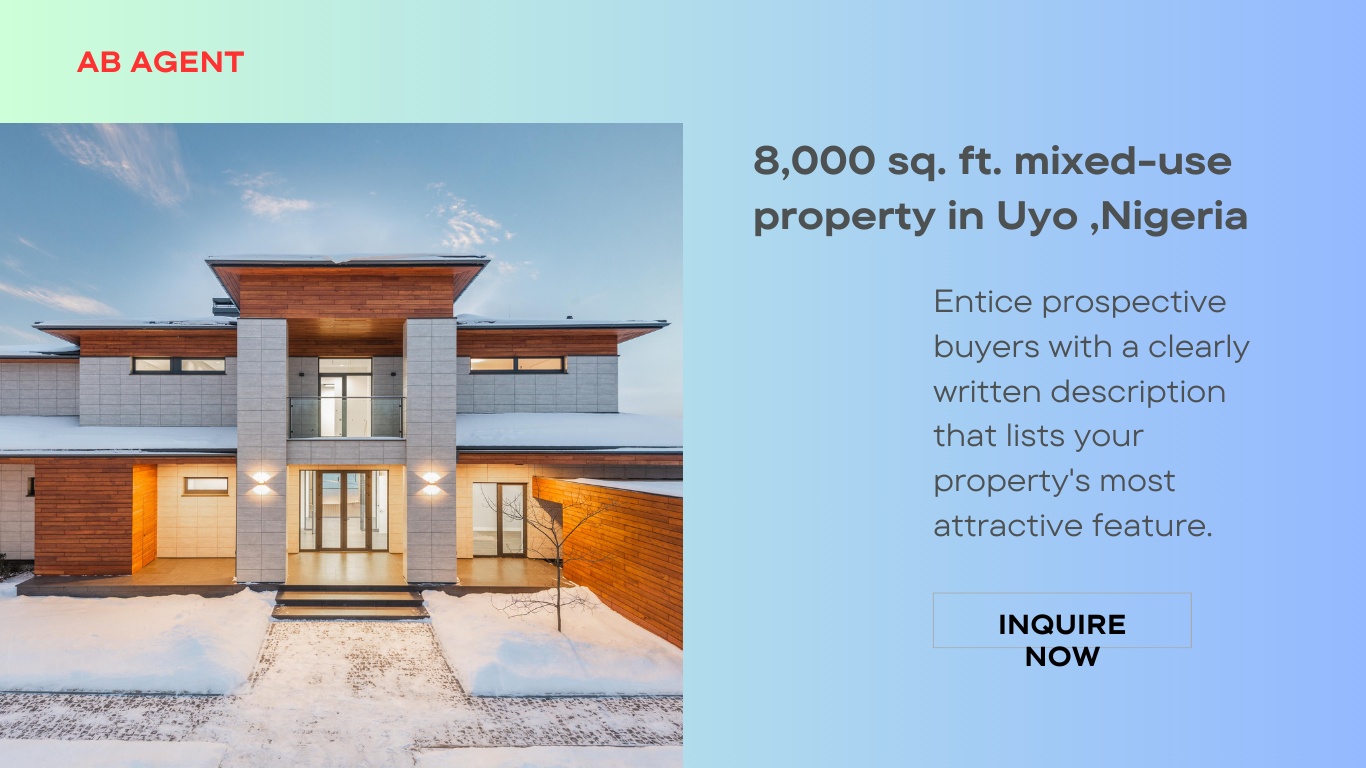 AB AGENT
8,000 sq. ft. mixed-use
property in Uyo ,Nigeria
Entice prospective
buyers with a clearly
written description
that lists your
property's most
attractive feature.
INQUIRE
NOW